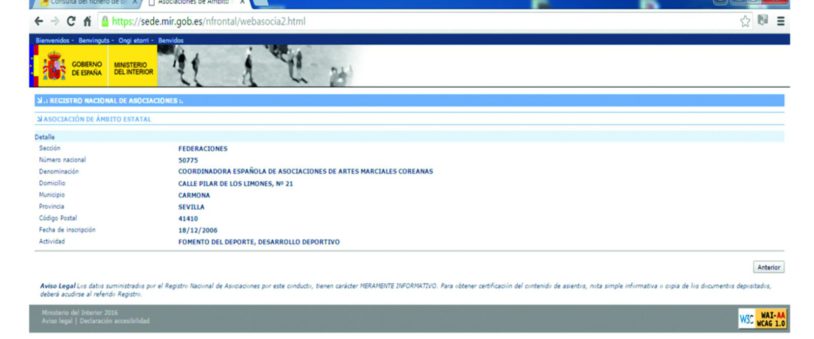 Consulta del fichero de
Asociaciones de Ámbito
https://sede.mir.gob.es/nfrontal/webasocia2.html
Bienvenidos - Benvinguts - Ongi etorri - Benvidos
GOBIERNO DE ESPAÑA
MINISTERIO DEL INTERIOR
.: REGISTRO NACIONAL DE ASOCIACIONES :.
ASOCIACIÓN DE ÁMBITO ESTATAL
Detalle
Sección FEDERACIONES
Número nacional 50775
Denominación COORDINADORA ESPAÑOLA DE ASOCIACIONES DE ARTES MARCIALES COREANAS
Domicilio CALLE PILAR DE LOS LIMONES, Nº 21
Municipio CARMONA
Provincia SEVILLA
Código Postal 41410
Fecha de inscripción 18/12/2006
Actividad FOMENTO DEL DEPORTE, DESARROLLO DEPORTIVO
Anterior
Aviso Legal Los datos suministrados por el Registro Nacional de Asociaciones por este conducto, tienen carácter MERAMENTE INFORMATIVO. Para obtener certificación del contenido de asientos, nota simple informativa o copia de los documentos depositados,
deberá acudirse al referido Registro.
Ministerio del Interior 2016
Aviso legal | Declaración accesibilidad
W3C WAI-AA
WCAG 1.0